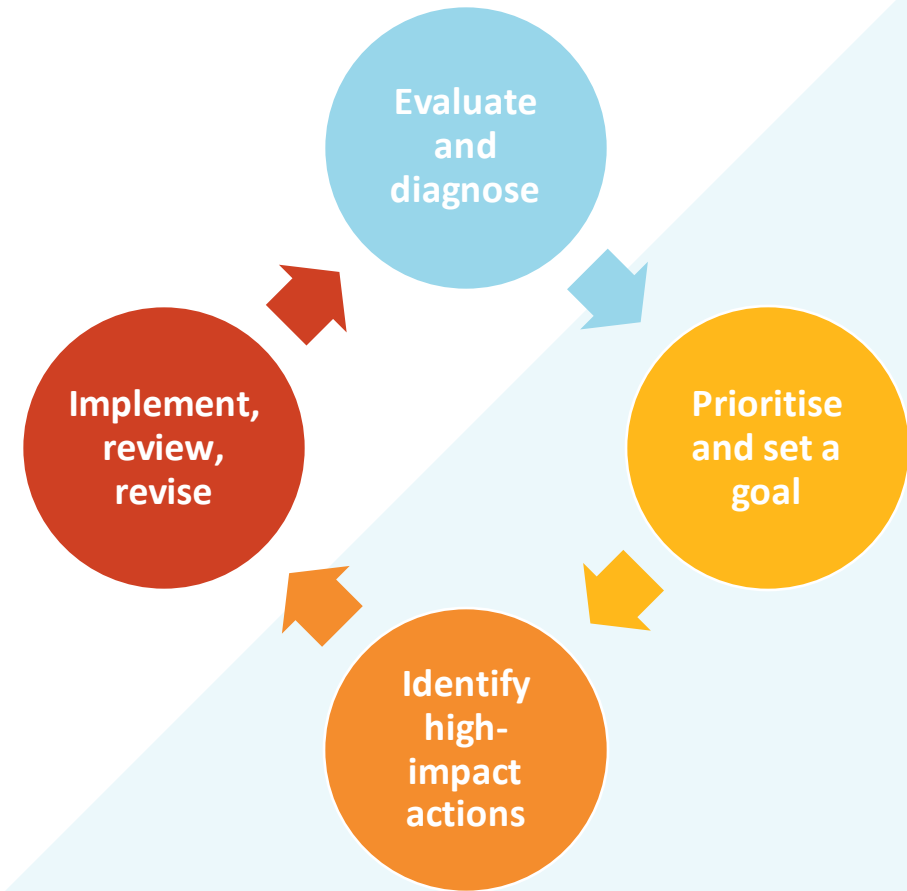 Evaluate
and
diagnose
Prioritise
and set a
goal
Identify
high-
impact
actions
Implement,
review,
revise